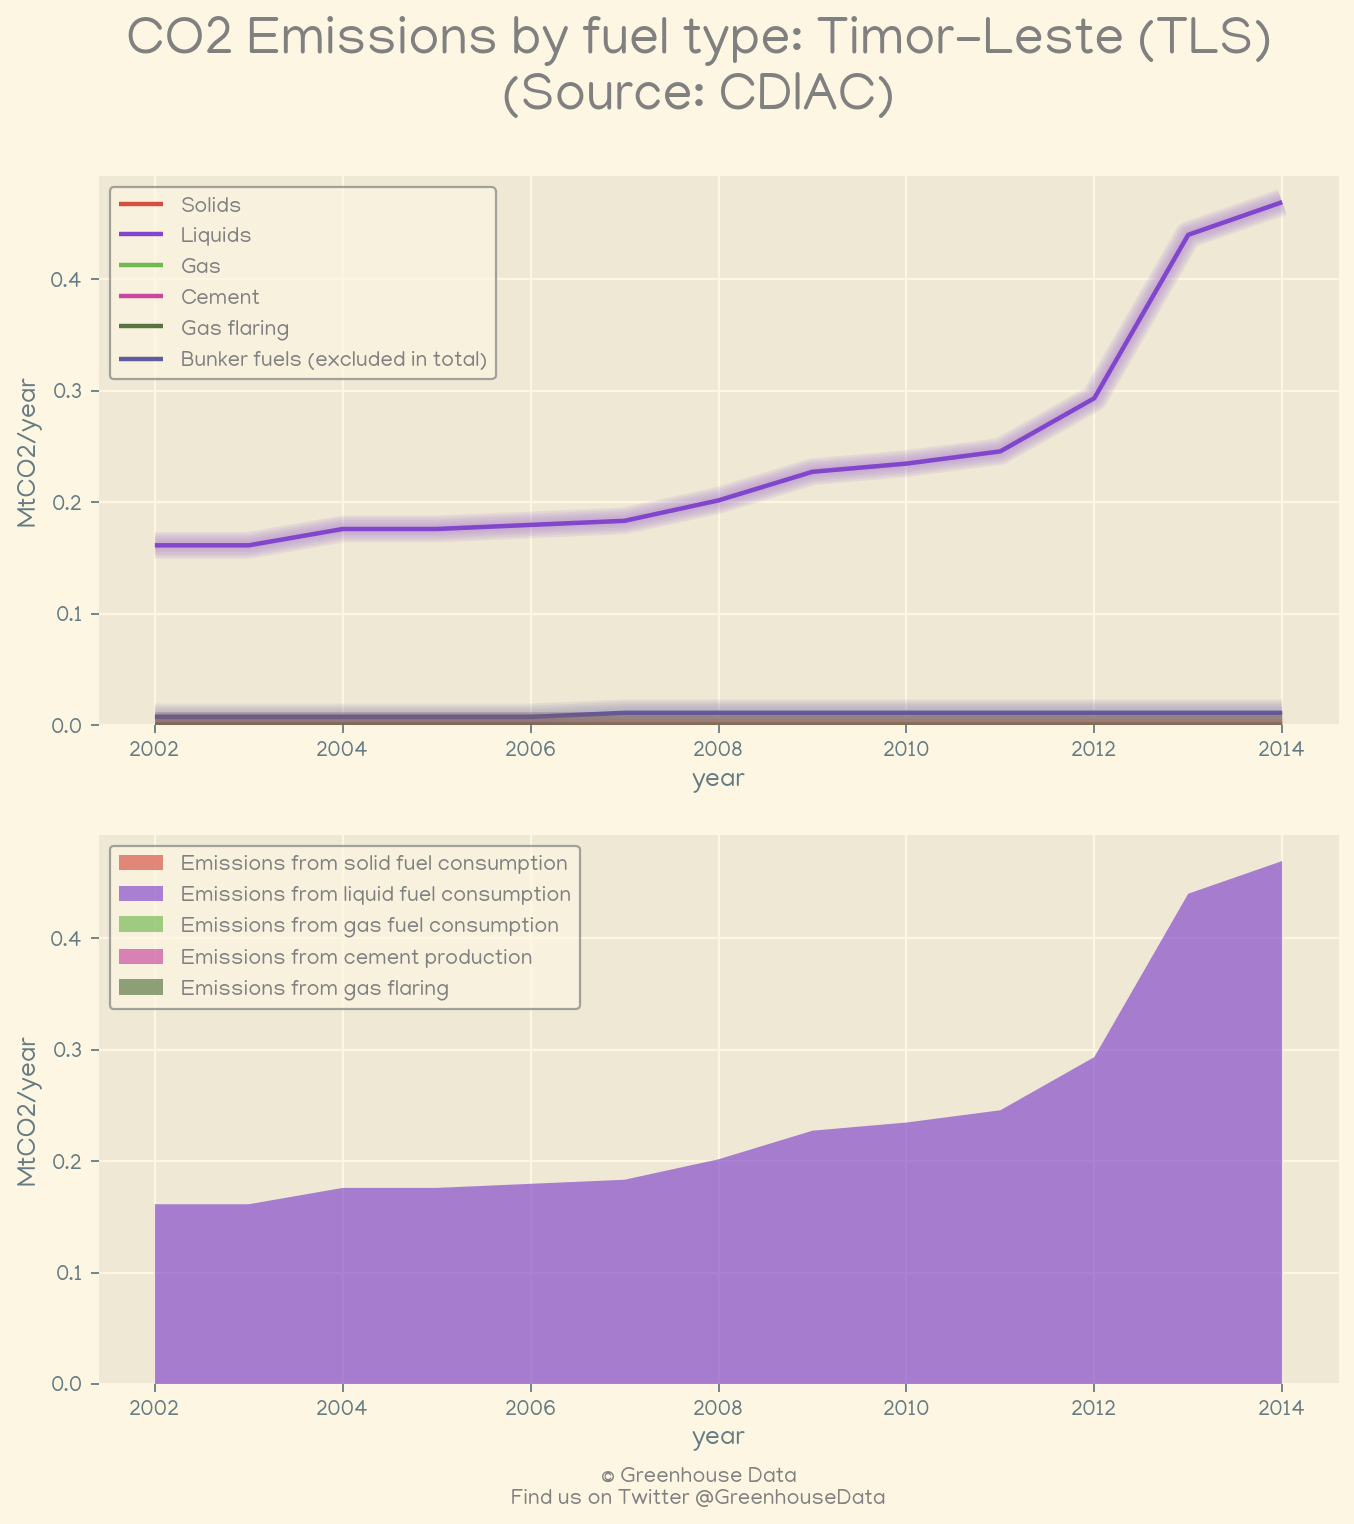 CO2 Emissions by fuel type: Timor-Leste (TLS)
(Source: CDIAC)
Solids
Liquids
Gas
Cement
Gas flaring
Bunker fuels (excluded in total)
MtCO2/year
0.4
0.3
0.2
0.1
0.0
2002 2004 2006 2008 2010 2012 2014
year
Emissions from solid fuel consumption
Emissions from liquid fuel consumption
Emissions from gas fuel consumption
Emissions from cement production
Emissions from gas flaring
MtCO2/year
0.4
0.3
0.2
0.1
0.0
2002 2004 2006 2008 2010 2012 2014
year
© Greenhouse Data
Find us on Twitter @GreenhouseData